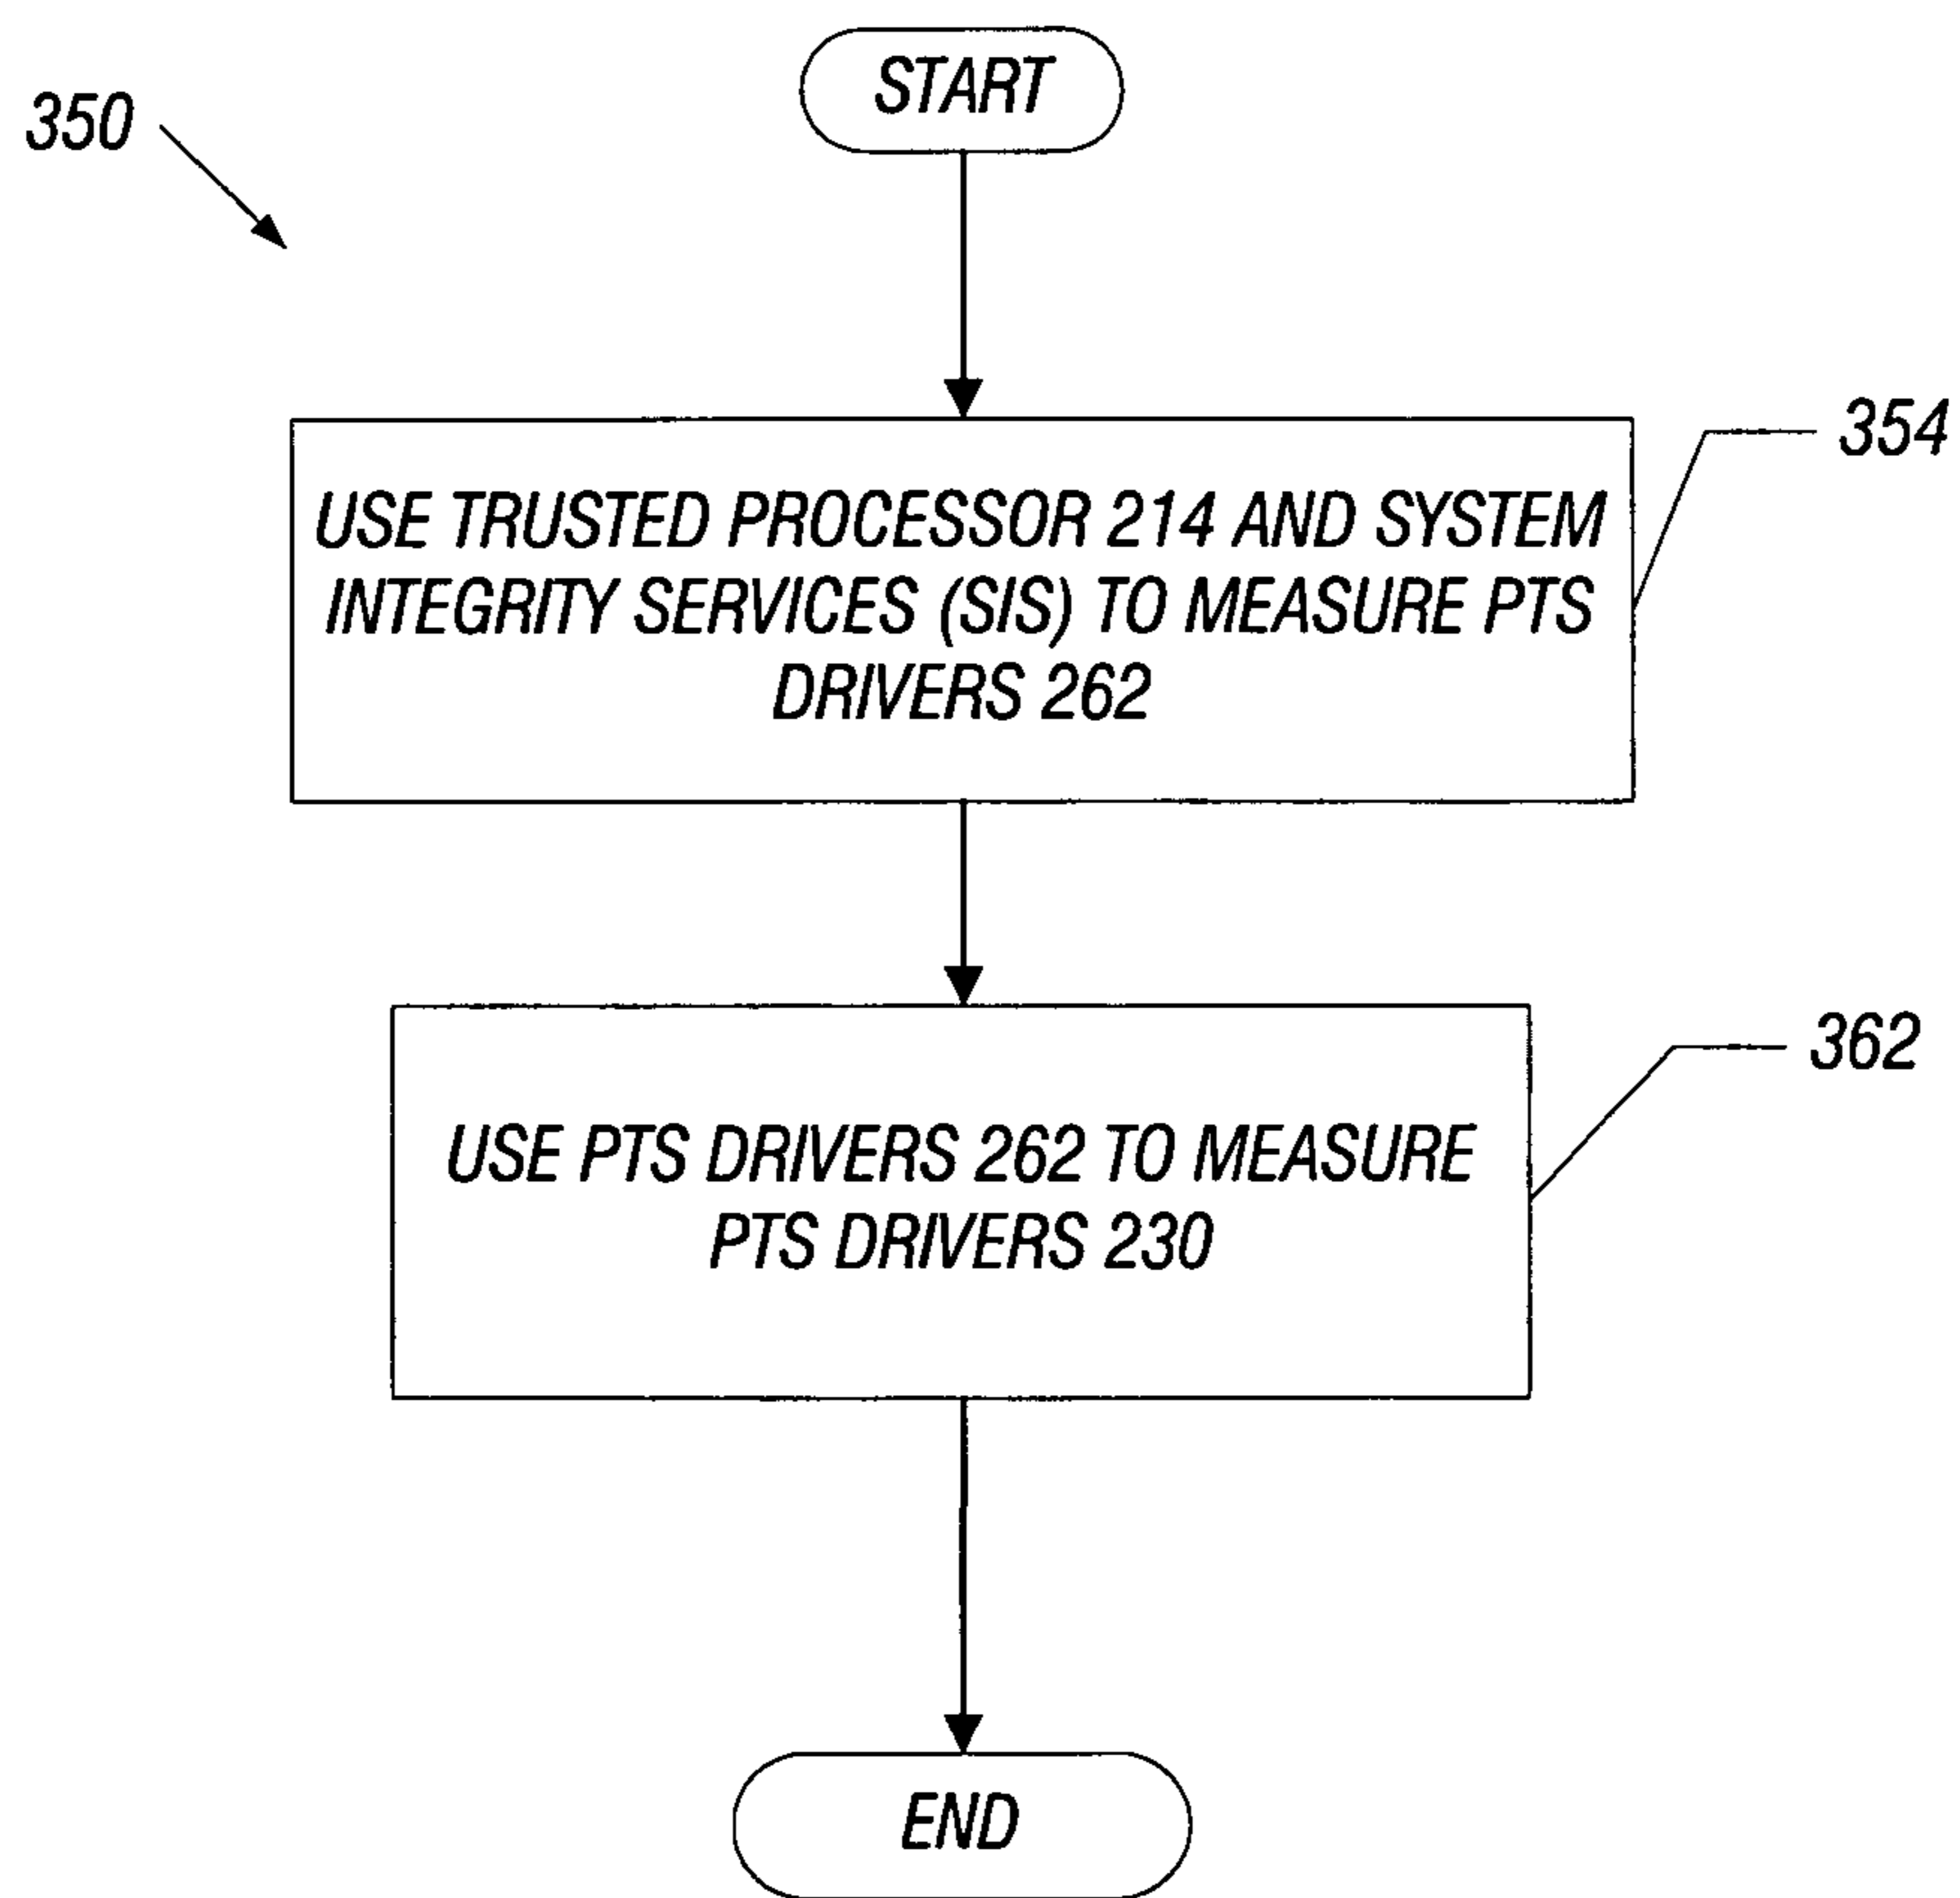 START
350
354
USE TRUSTED PROCESSOR 214 AND SYSTEM
INTEGRITY SERVICES (SIS) TO MEASURE PTS
DRIVERS 262
362
USE PTS DRIVERS 262 TO MEASURE
PTS DRIVERS 230
END